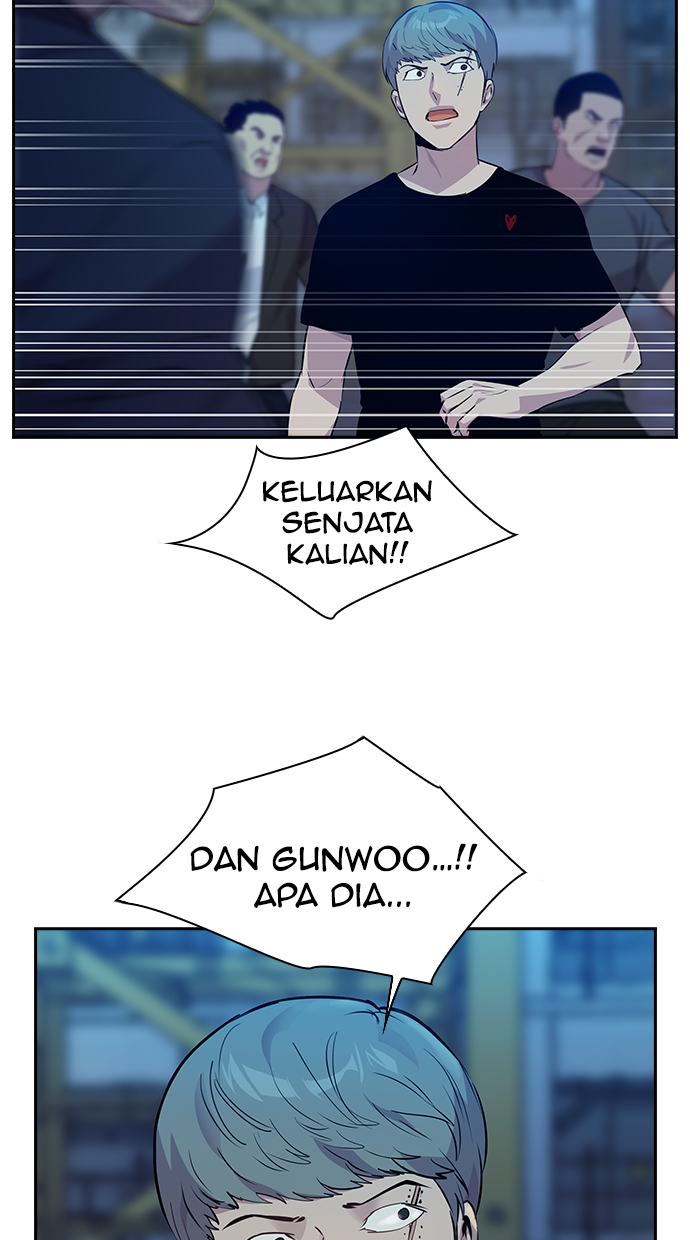 KELUARKAN
SENJATA
KALIAN!!
DAN GUNWOO...!!
APA DIA...